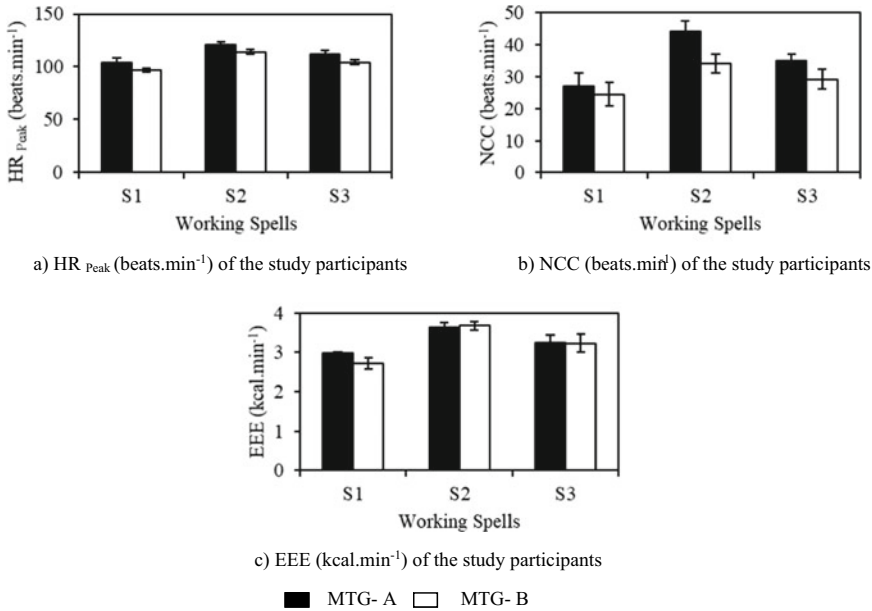 150
100
50
0
HR Peak (beats.min-1)
S1 S2 S3
Working Spells
a) HR Peak (beats.min-1) of the study participants
50
40
30
20
10
0
NCC (beats.min-1)
S1 S2 S3
Working Spells
b) NCC (beats.min-1) of the study participants
4
3
2
1
0
EEE (kcal.min-1)
S1 S2 S3
Working Spells
c) EEE (kcal.min-1) of the study participants
MTG- A MTG- B